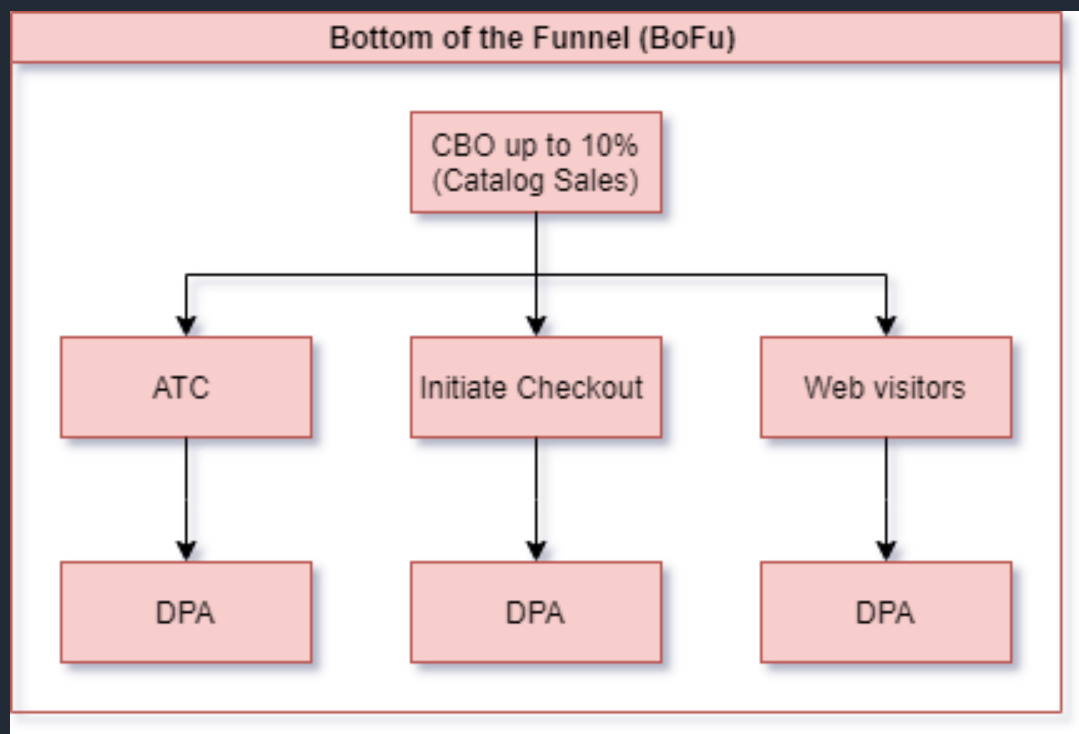 Bottom of the Funnel (BoFu)
CBO up to 10%
(Catalog Sales)
ATC
Initiate Checkout
Web visitors
DPA
DPA
DPA